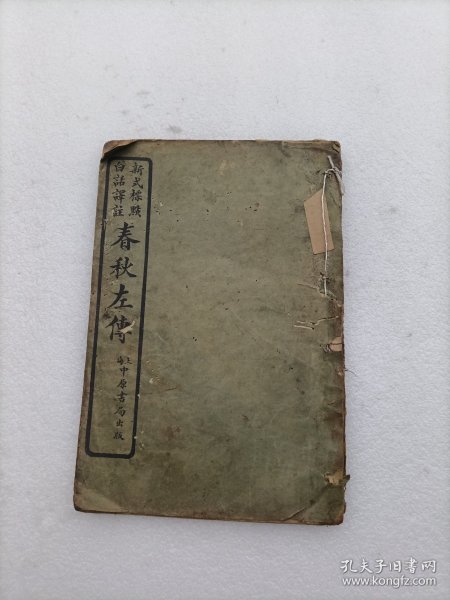 新式標點
白話譯註
春秋左傳
上海中原書局出版
孔夫子旧书网
www.kongfz.com